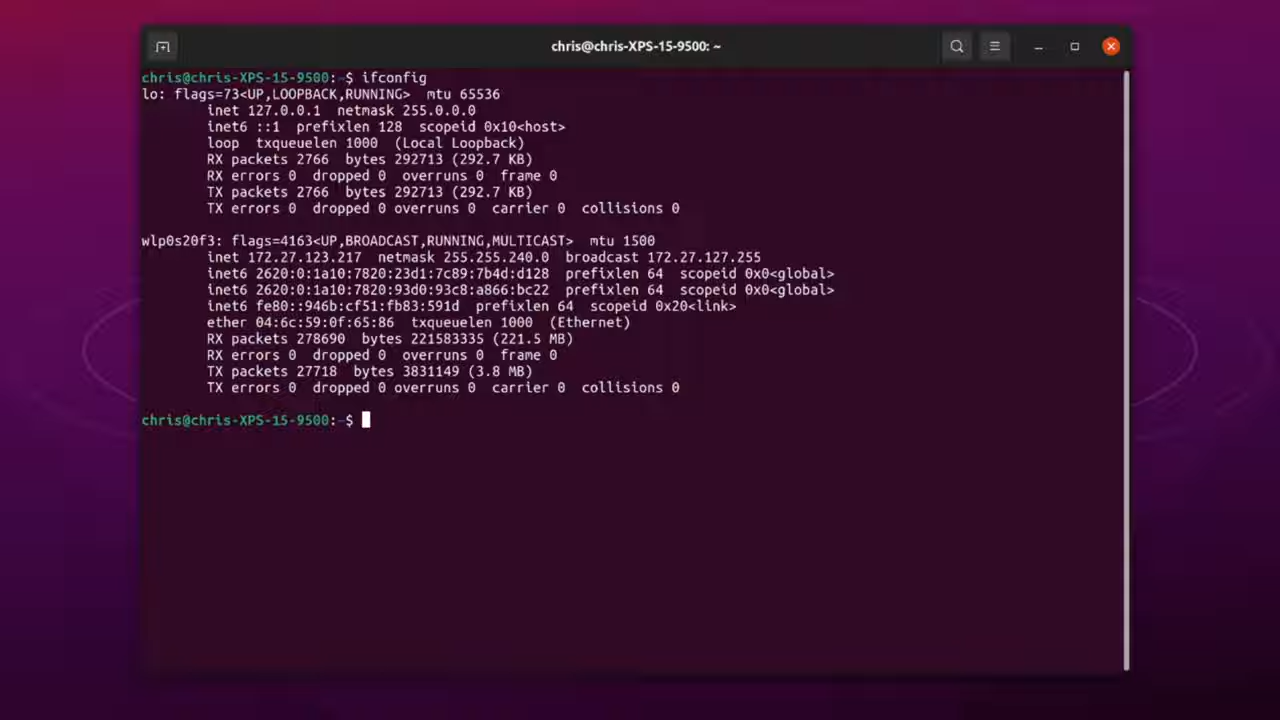 chris@chris-XPS-15-9500: ~
chris@chris-XPS-15-9500:~$ ifconfig
lo: flags=73<UP,LOOPBACK,RUNNING>  mtu 65536
        inet 127.0.0.1  netmask 255.0.0.0
        inet6 ::1  prefixlen 128  scopeid 0x10<host>
        loop  txqueuelen 1000  (Local Loopback)
        RX packets 2766  bytes 292713 (292.7 KB)
        RX errors 0  dropped 0  overruns 0  frame 0
        TX packets 2766  bytes 292713 (292.7 KB)
        TX errors 0  dropped 0 overruns 0  carrier 0  collisions 0
wlp0s20f3: flags=4163<UP,BROADCAST,RUNNING,MULTICAST>  mtu 1500
        inet 172.27.123.217  netmask 255.255.240.0  broadcast 172.27.127.255
        inet6 2620:0:1a10:7820:23d1:7c89:7b4d:d128  prefixlen 64  scopeid 0x0<global>
        inet6 2620:0:1a10:7820:93d0:93c8:a866:bc22  prefixlen 64  scopeid 0x0<global>
        inet6 fe80::946b:cf51:fb83:591d  prefixlen 64  scopeid 0x20<link>
        ether 04:6c:59:0f:65:86  txqueuelen 1000  (Ethernet)
        RX packets 278690  bytes 221583335 (221.5 MB)
        RX errors 0  dropped 0  overruns 0  frame 0
        TX packets 27718  bytes 3831149 (3.8 MB)
        TX errors 0  dropped 0 overruns 0  carrier 0  collisions 0
chris@chris-XPS-15-9500:~$